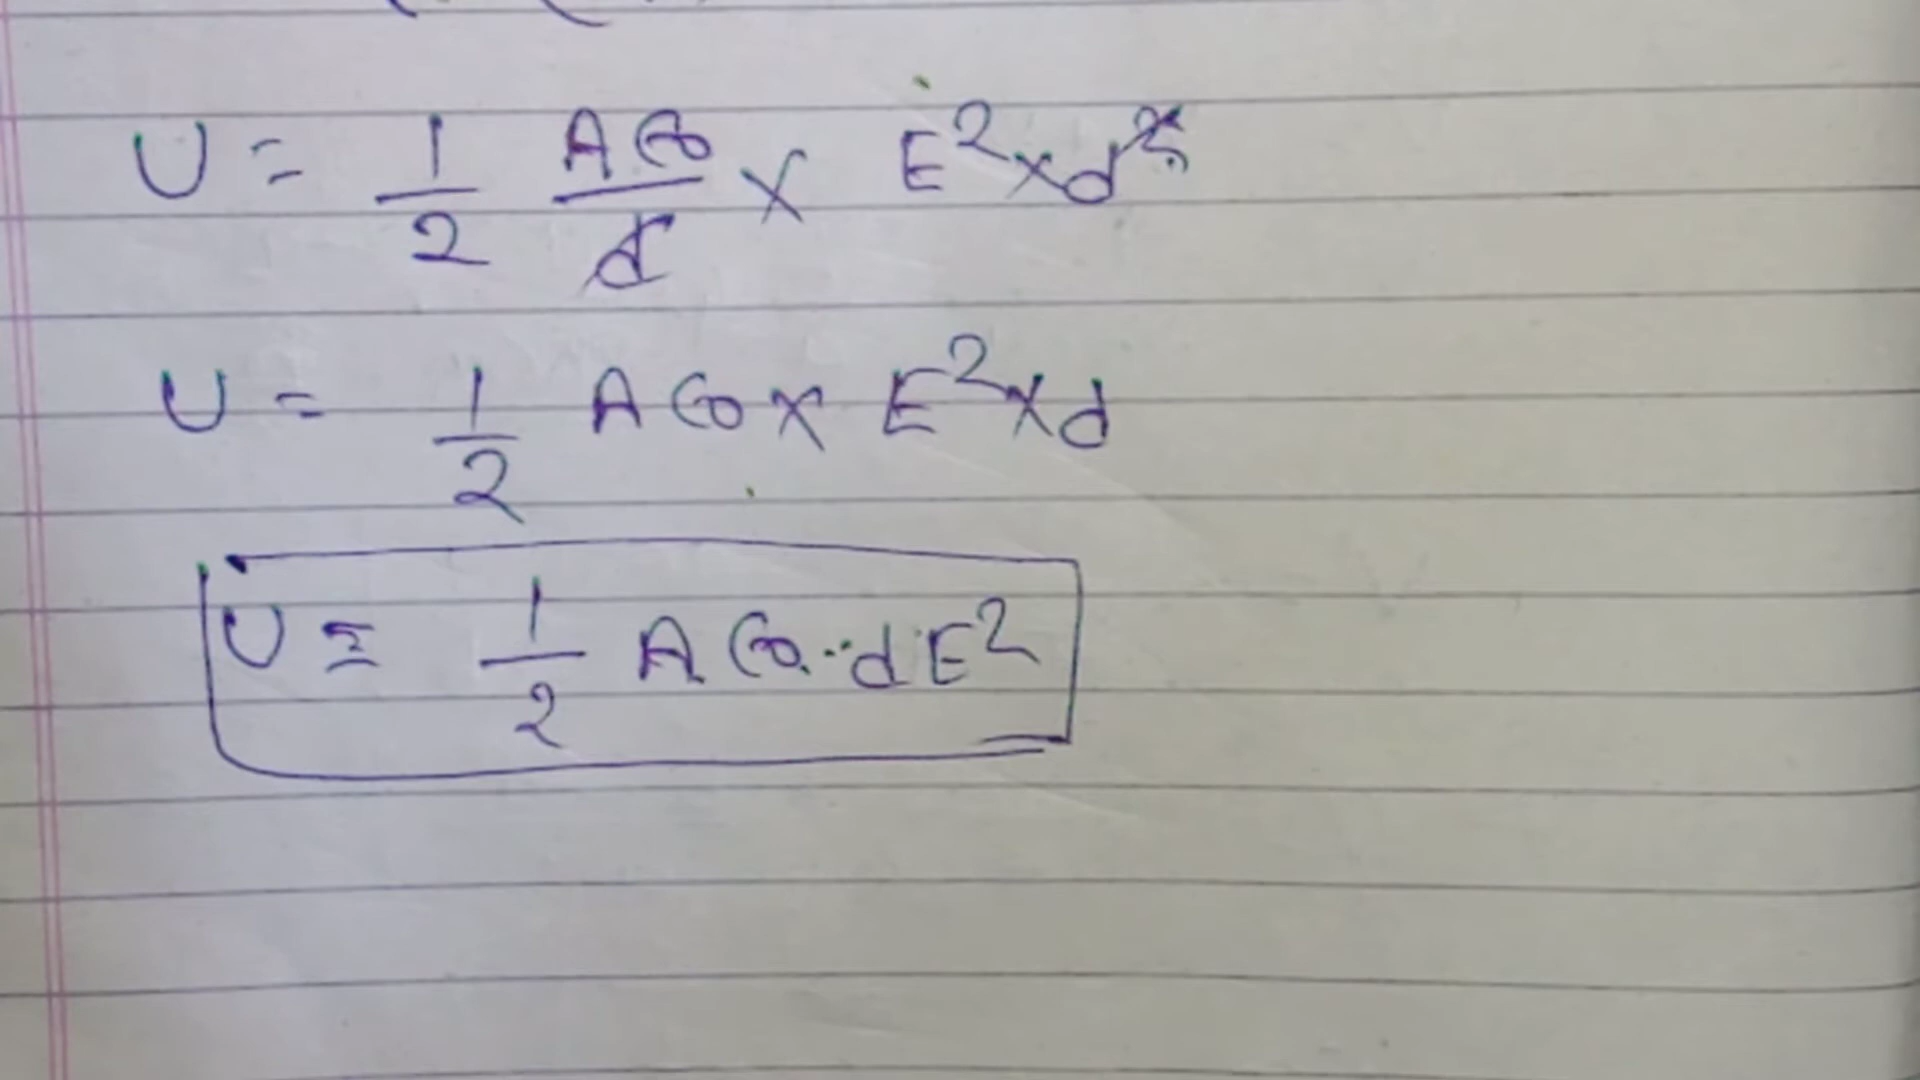 U = 1/2 Aϵ₀/d × E² × d²
U = 1/2 Aϵ₀ × E² × d
U = 1/2 Aϵ₀ · dE²